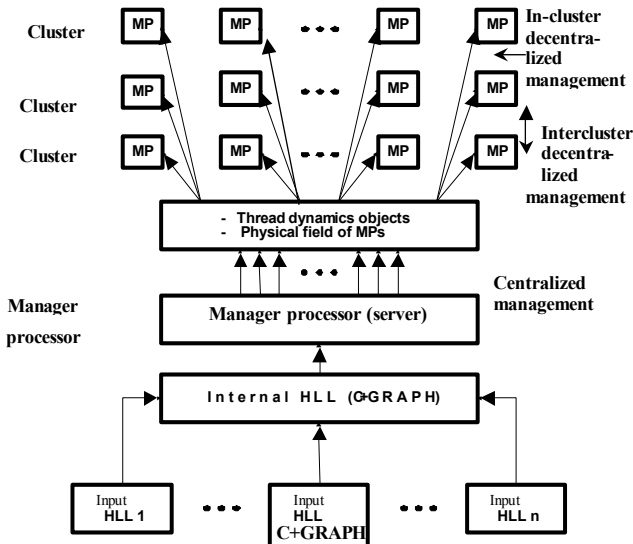 Cluster MP MP MP MP In-cluster
decentra-
lized
management
Cluster MP MP MP MP
Cluster MP MP MP MP Intercluster
decentra-
lized
management
- Thread dynamics objects
- Physical field of MPs
Centralized
management
Manager
processor
Manager processor (server)
Internal HLL (C+GRAPH)
Input
HLL 1
Input
HLL
C+GRAPH
Input
HLL n